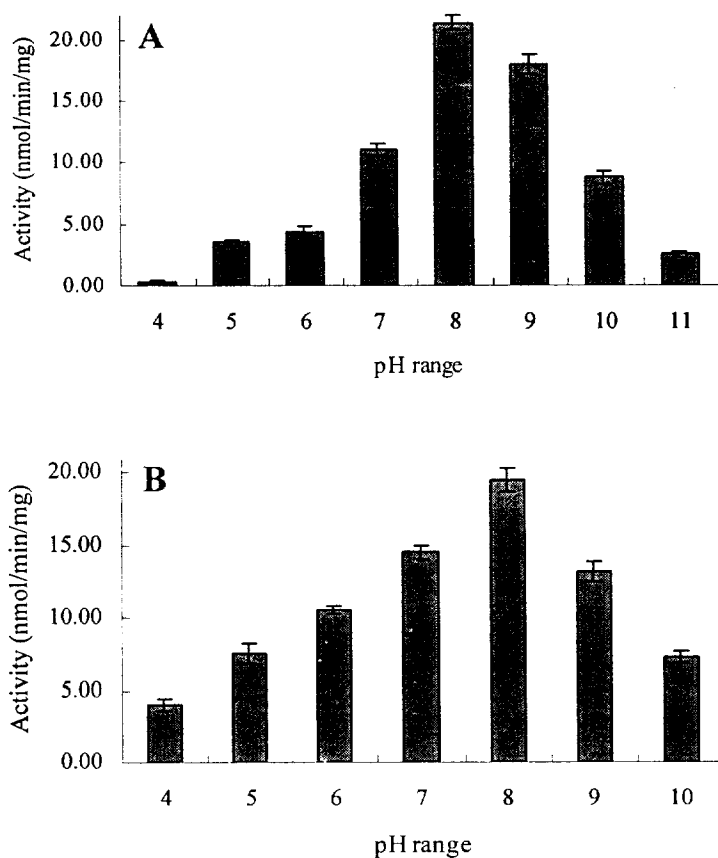 A
Activity (nmol/min/mg)
20.00
15.00
10.00
5.00
0.00
4 5 6 7 8 9 10 11
pH range
B
Activity (nmol/min/mg)
20.00
15.00
10.00
5.00
0.00
4 5 6 7 8 9 10
pH range